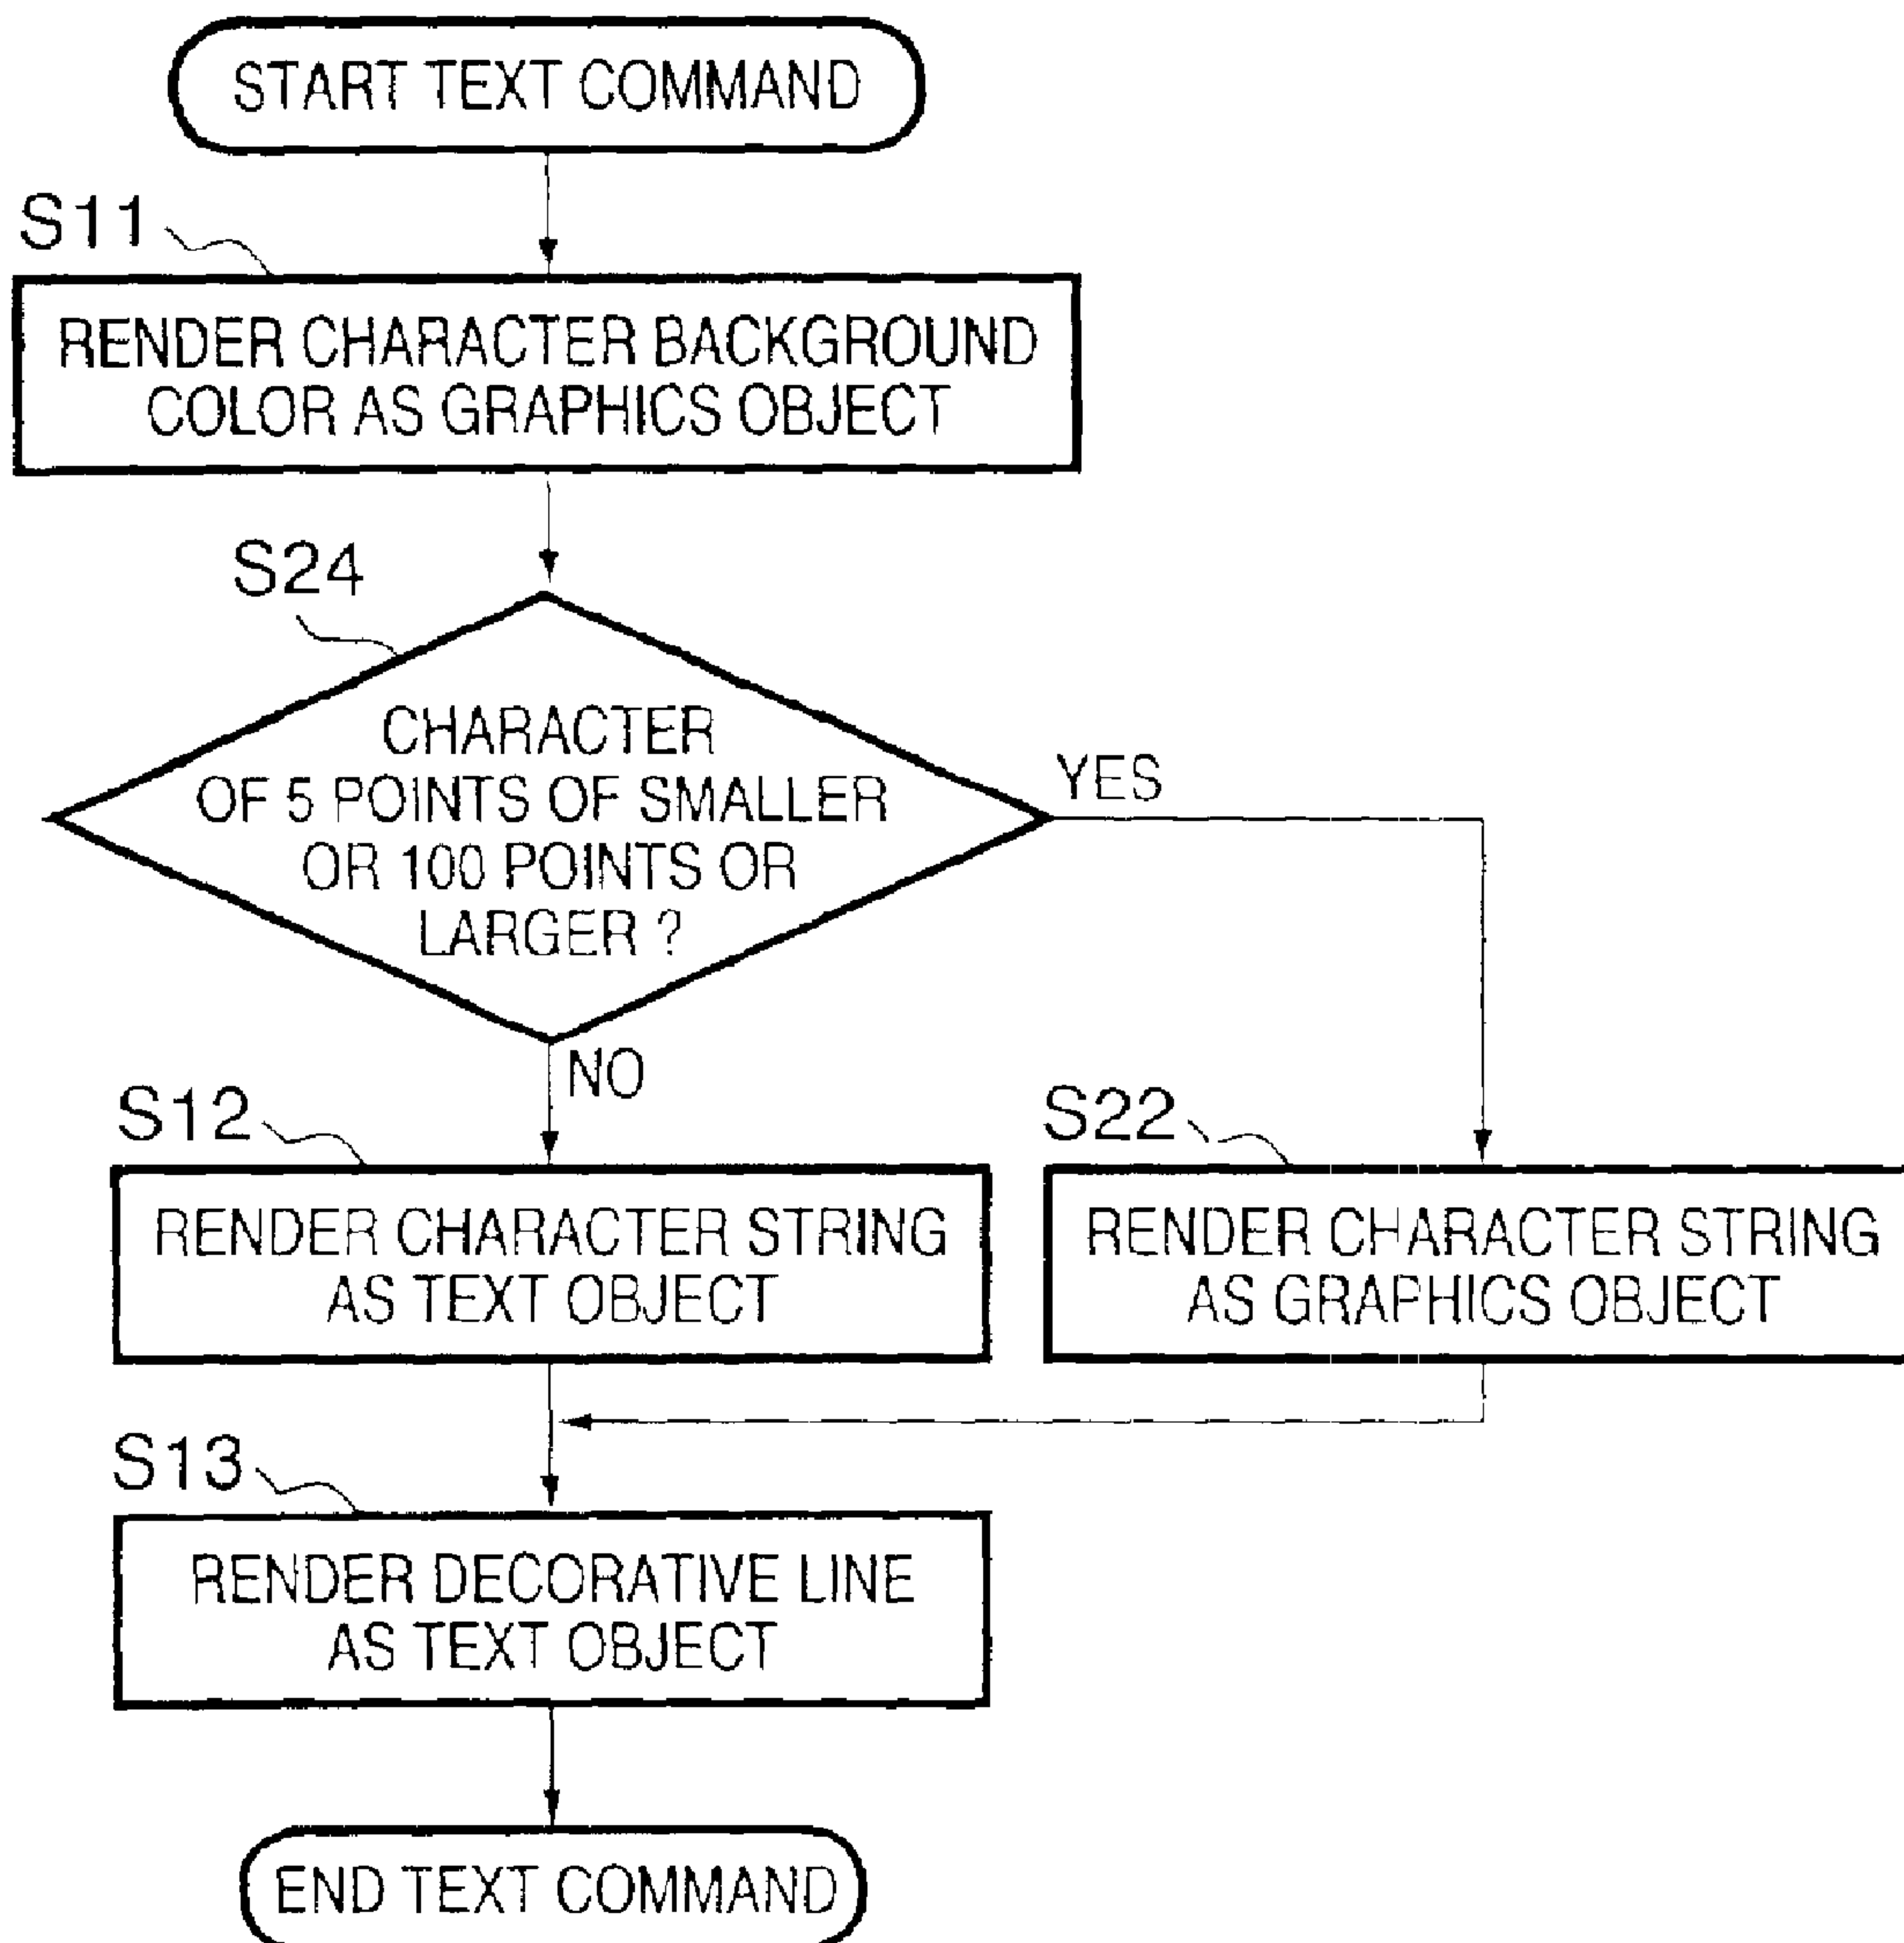 START TEXT COMMAND
S11
RENDER CHARACTER BACKGROUND
COLOR AS GRAPHICS OBJECT
S24
CHARACTER
OF 5 POINTS OF SMALLER
OR 100 POINTS OR
LARGER ?
YES
NO
S12
RENDER CHARACTER STRING
AS TEXT OBJECT
S22
RENDER CHARACTER STRING
AS GRAPHICS OBJECT
S13
RENDER DECORATIVE LINE
AS TEXT OBJECT
END TEXT COMMAND